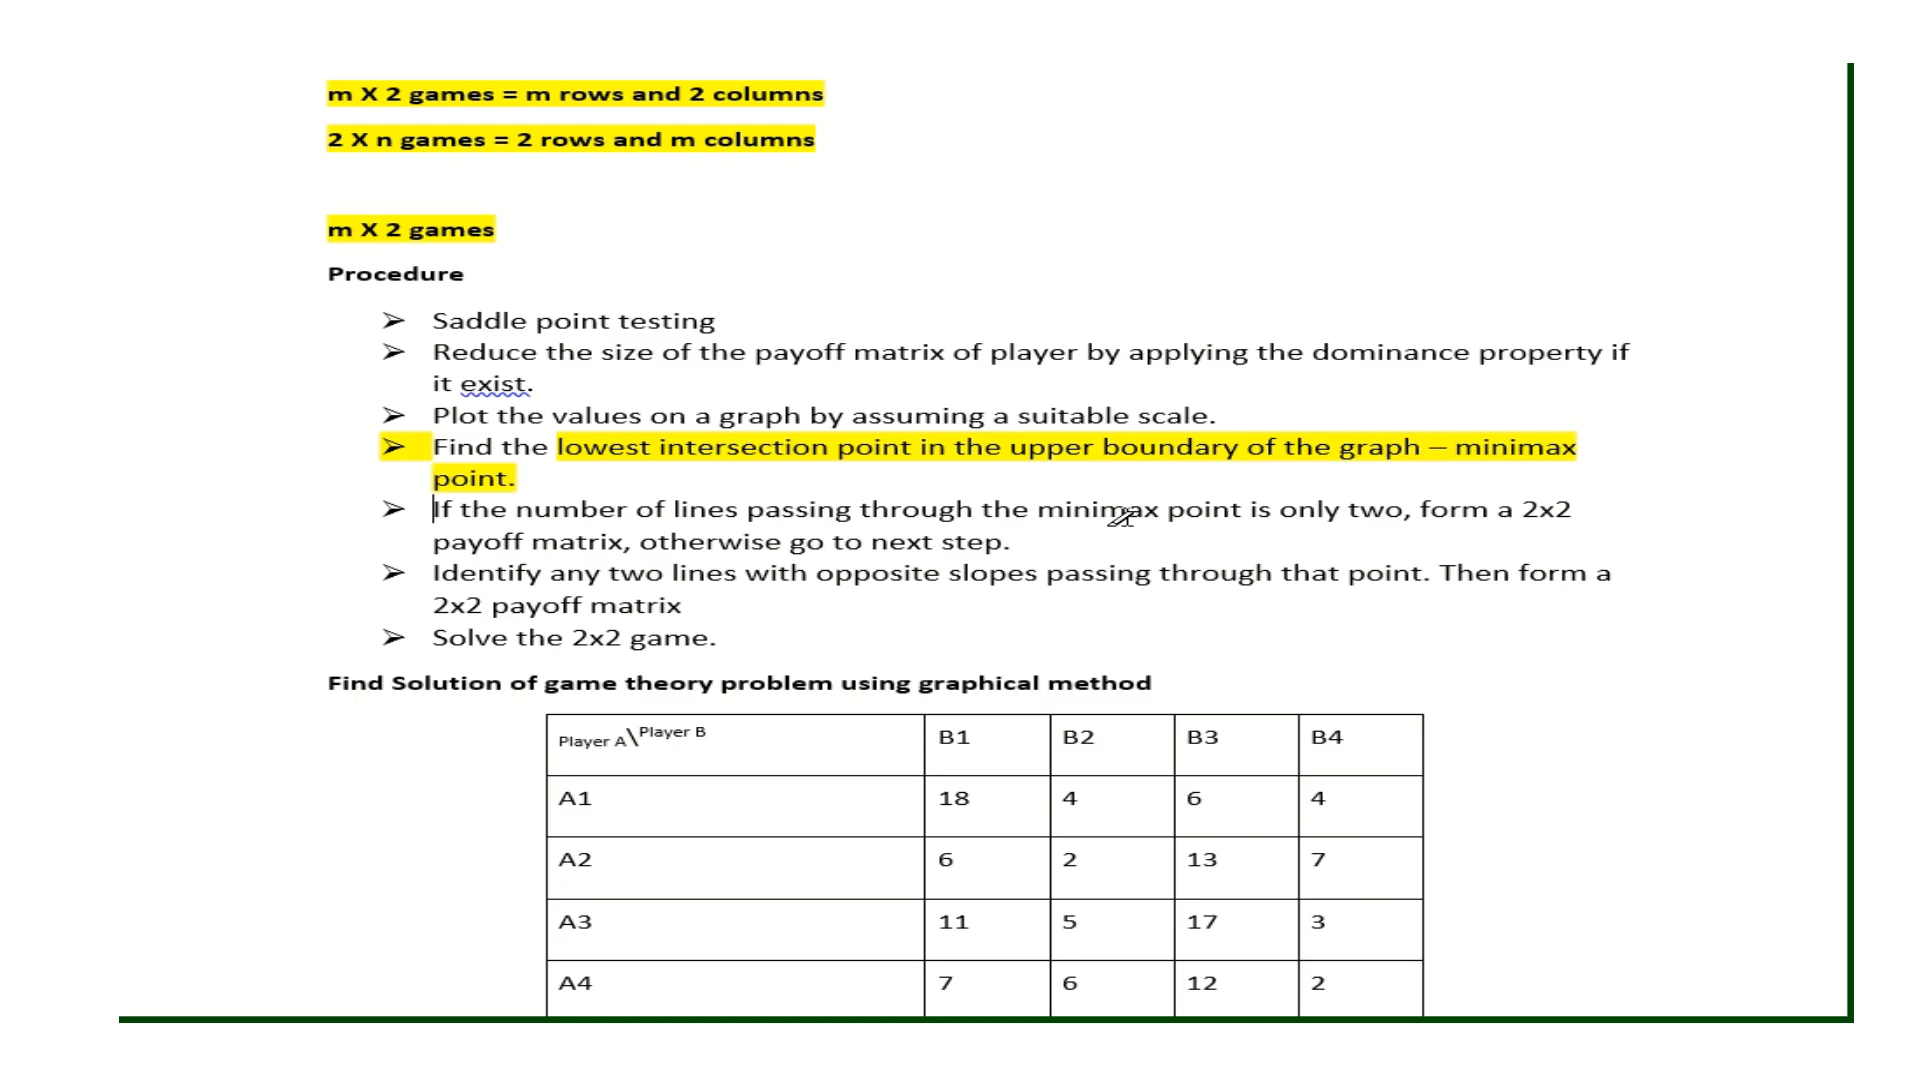 m X 2 games = m rows and 2 columns
2 X n games = 2 rows and m columns
m X 2 games
Procedure
➢ Saddle point testing
➢ Reduce the size of the payoff matrix of player by applying the dominance property if
it exist.
➢ Plot the values on a graph by assuming a suitable scale.
➢ Find the lowest intersection point in the upper boundary of the graph – minimax
point.
➢ If the number of lines passing through the minimax point is only two, form a 2x2
payoff matrix, otherwise go to next step.
➢ Identify any two lines with opposite slopes passing through that point. Then form a
2x2 payoff matrix
➢ Solve the 2x2 game.
Find Solution of game theory problem using graphical method
Player A\Player B B1 B2 B3 B4
A1 18 4 6 4
A2 6 2 13 7
A3 11 5 17 3
A4 7 6 12 2